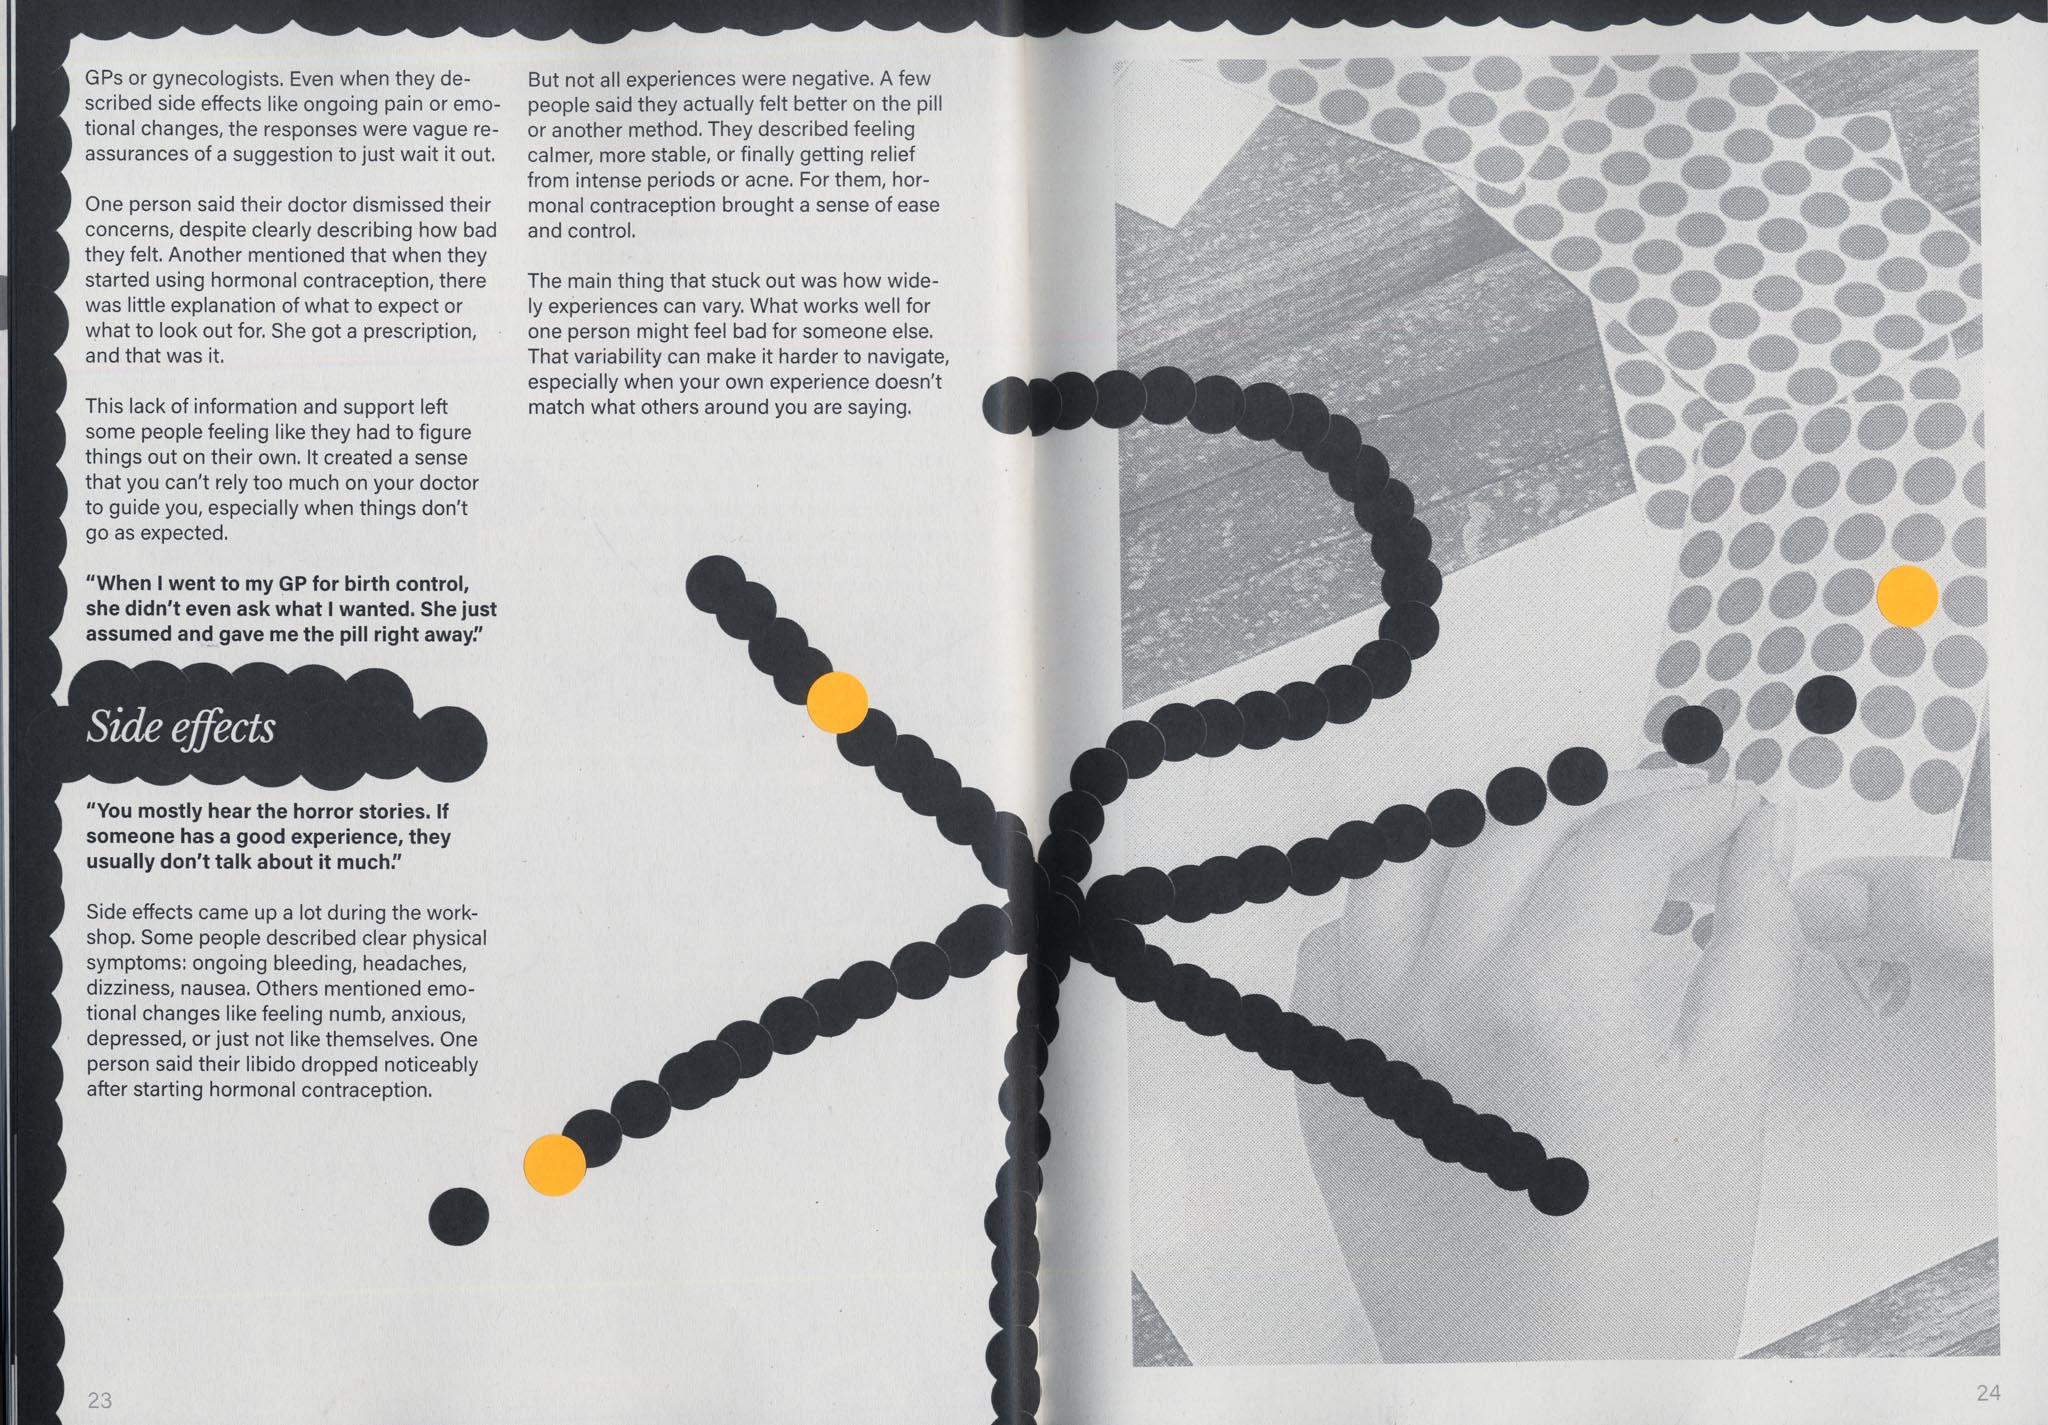 GPs or gynecologists. Even when they de-
scribed side effects like ongoing pain or emo-
tional changes, the responses were vague re-
assurances of a suggestion to just wait it out.
One person said their doctor dismissed their
concerns, despite clearly describing how bad
they felt. Another mentioned that when they
started using hormonal contraception, there
was little explanation of what to expect or
what to look out for. She got a prescription,
and that was it.
This lack of information and support left
some people feeling like they had to figure
things out on their own. It created a sense
that you can’t rely too much on your doctor
to guide you, especially when things don’t
go as expected.
“When I went to my GP for birth control,
she didn’t even ask what I wanted. She just
assumed and gave me the pill right away.”
Side effects
“You mostly hear the horror stories. If
someone has a good experience, they
usually don’t talk about it much.”
Side effects came up a lot during the work-
shop. Some people described clear physical
symptoms: ongoing bleeding, headaches,
dizziness, nausea. Others mentioned emo-
tional changes like feeling numb, anxious,
depressed, or just not like themselves. One
person said their libido dropped noticeably
after starting hormonal contraception.
But not all experiences were negative. A few
people said they actually felt better on the pill
or another method. They described feeling
calmer, more stable, or finally getting relief
from intense periods or acne. For them, hor-
monal contraception brought a sense of ease
and control.
The main thing that stuck out was how wide-
ly experiences can vary. What works well for
one person might feel bad for someone else.
That variability can make it harder to navigate,
especially when your own experience doesn’t
match what others around you are saying.
23
24